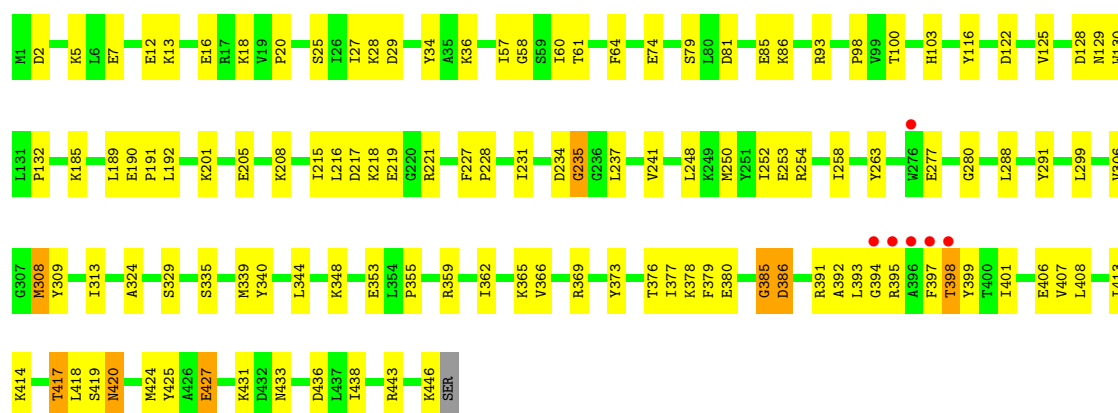 M1 D2 K5 L6 E7 E12 K13 E16 R17 K18 V19 P20 S25 I26 I27 K28 D29 Y34 A35 K36 I57 G58 S59 I60 T61 F64 E74 S79 L80 D81 E85 K86 R93 P98 V99 T100 H103 Y116 D122 V125 D128 N129 W130
L131 P132 K185 L189 E190 P191 L192 K201 E205 K208 I215 L216 D217 K218 E219 G220 R221 F227 P228 I231 D234 G235 G236 L237 V241 L248 K249 M250 Y251 I252 E253 R254 I258 Y263 W276 E277 G280 L288 Y291 L299 V306
G307 M308 Y309 I313 A324 S329 S335 M339 Y340 L344 K348 E353 L354 P355 R359 I362 K365 V366 R369 Y373 T376 I377 K378 F379 E380 G385 D386 R391 A392 L393 G394 R395 A396 F397 T398 Y399 T400 I401 E406 V407 L408 I413
K414 T417 L418 S419 N420 M424 Y425 A426 E427 K431 D432 N433 D436 L437 I438 R443 K446 SER